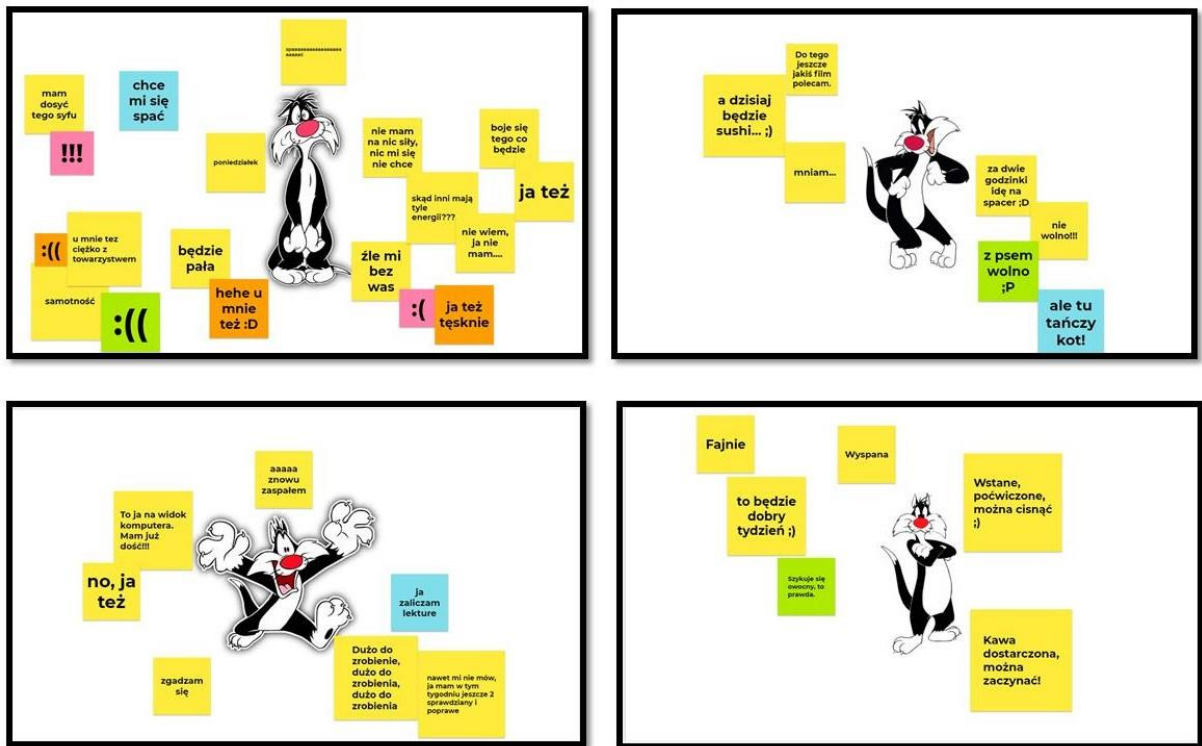 mam
dosyć
tego syfu
!!!
chce
mi się
spać
poniedziałek
nie mam
na nic siły,
nic mi się
nie chce
boje się
tego co
będzie
ja też
skąd inni mają
tyle
energii???
nie wiem,
ja nie
mam....
:((
u mnie tez
ciężko z
towarzystwem
samotność
:((
będzie
pała
hehe u
mnie
też :D
źle mi
bez
was
:(
ja też
tęsknie
Do tego
jeszcze
jakiś film
polecam.
a dzisiaj
będzie
sushi... ;)
mniam...
za dwie
godzinki
idę na
spacer ;D
nie
wolno!!!
z psem
wolno
;P
ale tu
tańczy
kot!
aaaaa
znowu
zaspałem
To ja na widok
komputera.
Mam już
dość!!!
no, ja
też
ja
zaliczam
lekture
zgadzam
się
Dużo do
zrobienie,
dużo do
zrobienia,
dużo do
zrobienia
nawet mi nie mów,
ja mam w tym
tygodniu jeszcze 2
sprawdziany i
poprawe
Fajnie
to będzie
dobry
tydzień ;)
Szykuje się
owocny, to
prawda.
Wyspana
Wstane,
poćwiczone,
można cisnąć
;)
Kawa
dostarczona,
można
zaczynać!